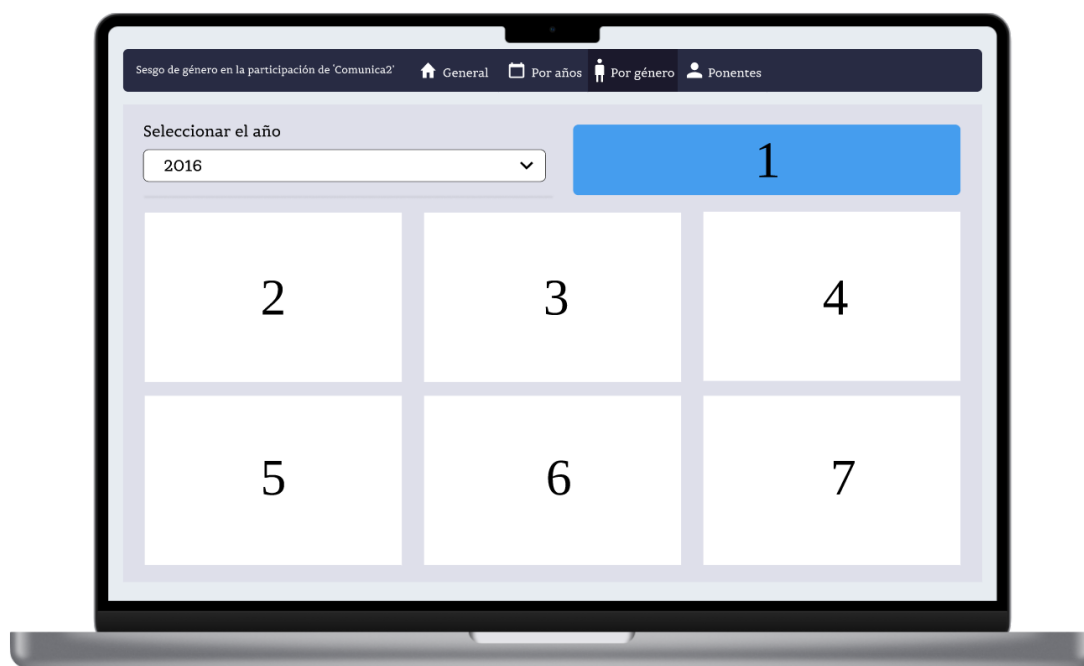 Sesgo de género en la participación de 'Comunica2' General Por años Por género Ponentes
Seleccionar el año
2016
1
2 3 4
5 6 7